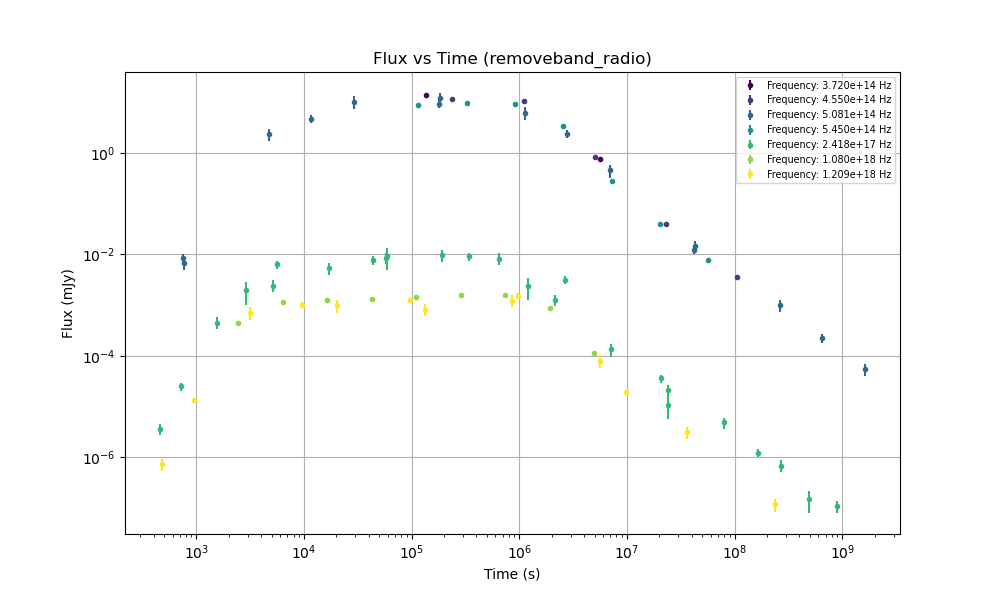 Flux vs Time (removeband_radio)
Frequency: 3.720e+14 Hz
Frequency: 4.550e+14 Hz
Frequency: 5.081e+14 Hz
Frequency: 5.450e+14 Hz
Frequency: 2.418e+17 Hz
Frequency: 1.080e+18 Hz
Frequency: 1.209e+18 Hz
Flux (mJy)
10⁰
10⁻²
10⁻⁴
10⁻⁶
10³ 10⁴ 10⁵ 10⁶ 10⁷ 10⁸ 10⁹
Time (s)